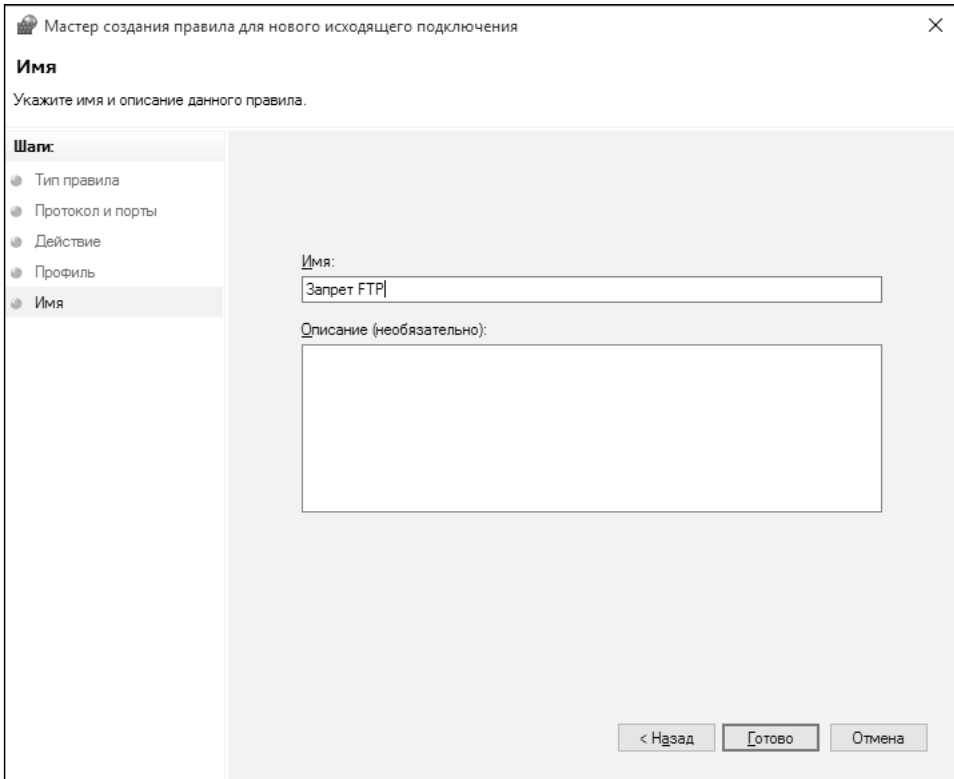 Мастер создания правила для нового исходящего подключения
Имя
Укажите имя и описание данного правила.
Шаги:
Тип правила
Протокол и порты
Действие
Профиль
Имя
Имя:
Запрет FTP
Описание (необязательно):
< Назад Готово Отмена